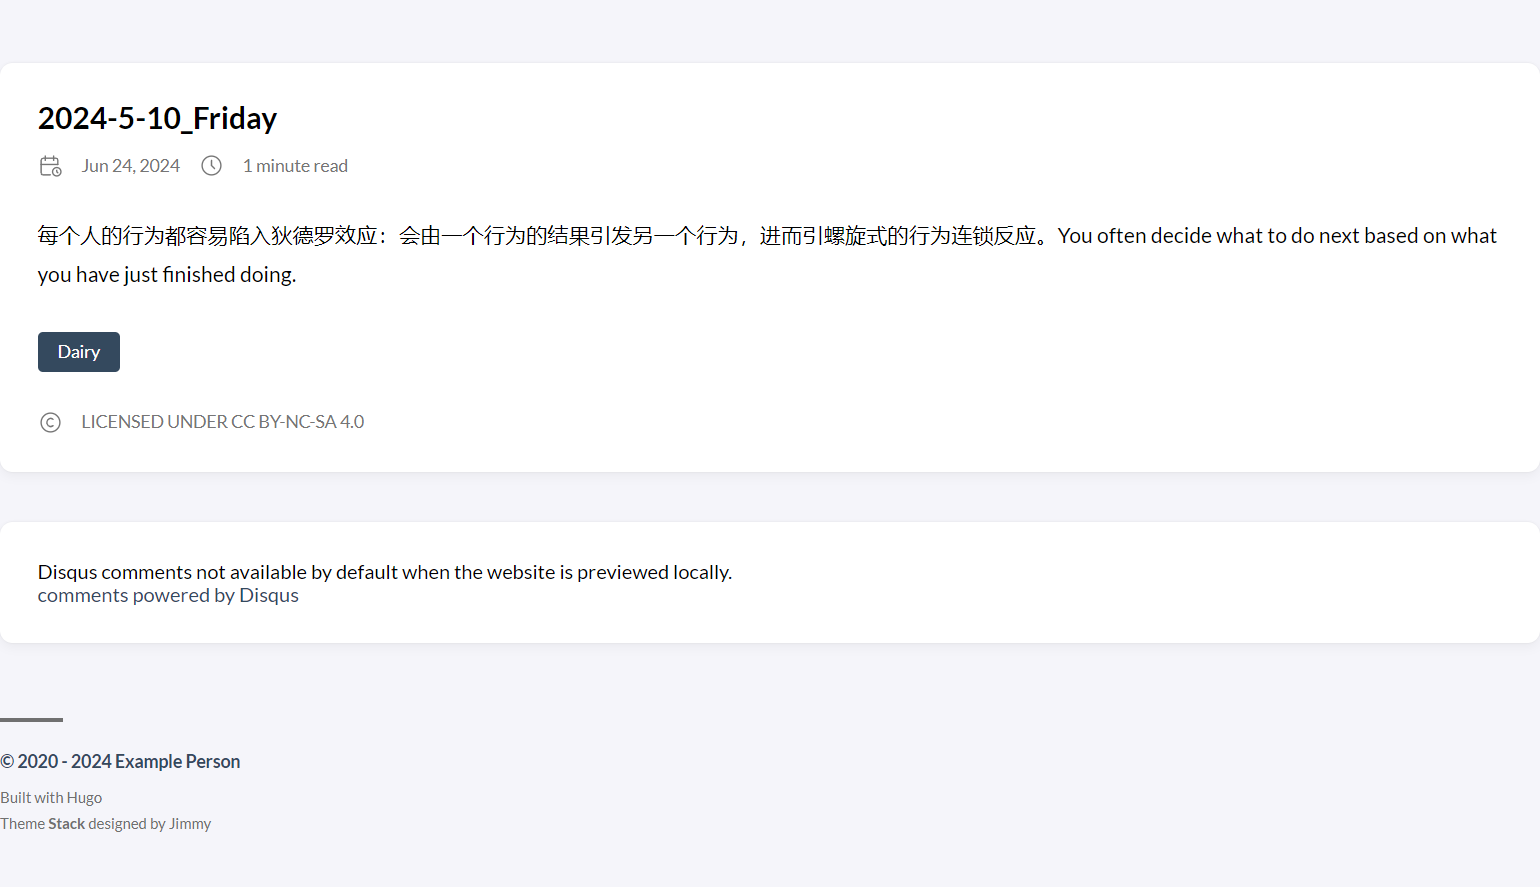 2024-5-10_Friday
Jun 24, 2024 1 minute read
每个人的行为都容易陷入狄德罗效应：会由一个行为的结果引发另一个行为，进而引螺旋式的行为连锁反应。You often decide what to do next based on what
you have just finished doing.
Dairy
LICENSED UNDER CC BY-NC-SA 4.0
Disqus comments not available by default when the website is previewed locally.
comments powered by Disqus
© 2020 - 2024 Example Person
Built with Hugo
Theme Stack designed by Jimmy